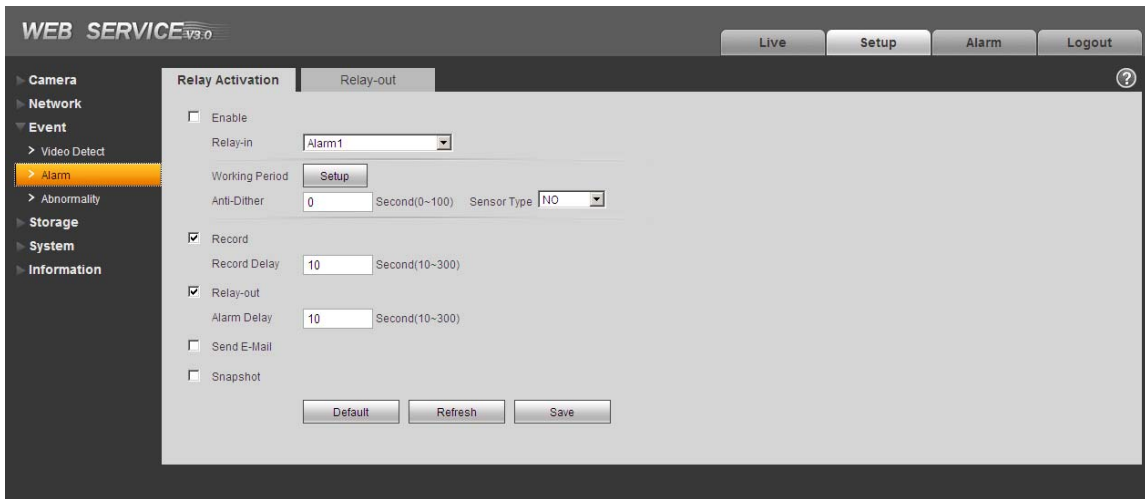 WEB SERVICE V3.0
Live Setup Alarm Logout
Camera
Network
Event
> Video Detect
> Alarm
> Abnormality
Storage
System
Information
Relay Activation Relay-out
?
Enable
Relay-in Alarm1
Working Period Setup
Anti-Dither 0 Second(0~100) Sensor Type NO
Record
Record Delay 10 Second(10~300)
Relay-out
Alarm Delay 10 Second(10~300)
Send E-Mail
Snapshot
Default Refresh Save